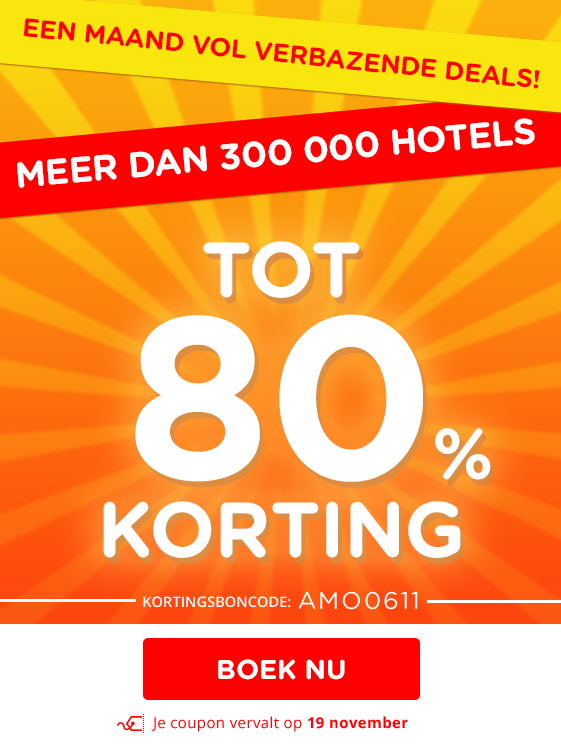 EEN MAAND VOL VERBAZENDE DEALS!
MEER DAN 300 000 HOTELS
TOT
80%
KORTING
KORTINGSBONCODE: AMO0611
BOEK NU
Je coupon vervalt op 19 november